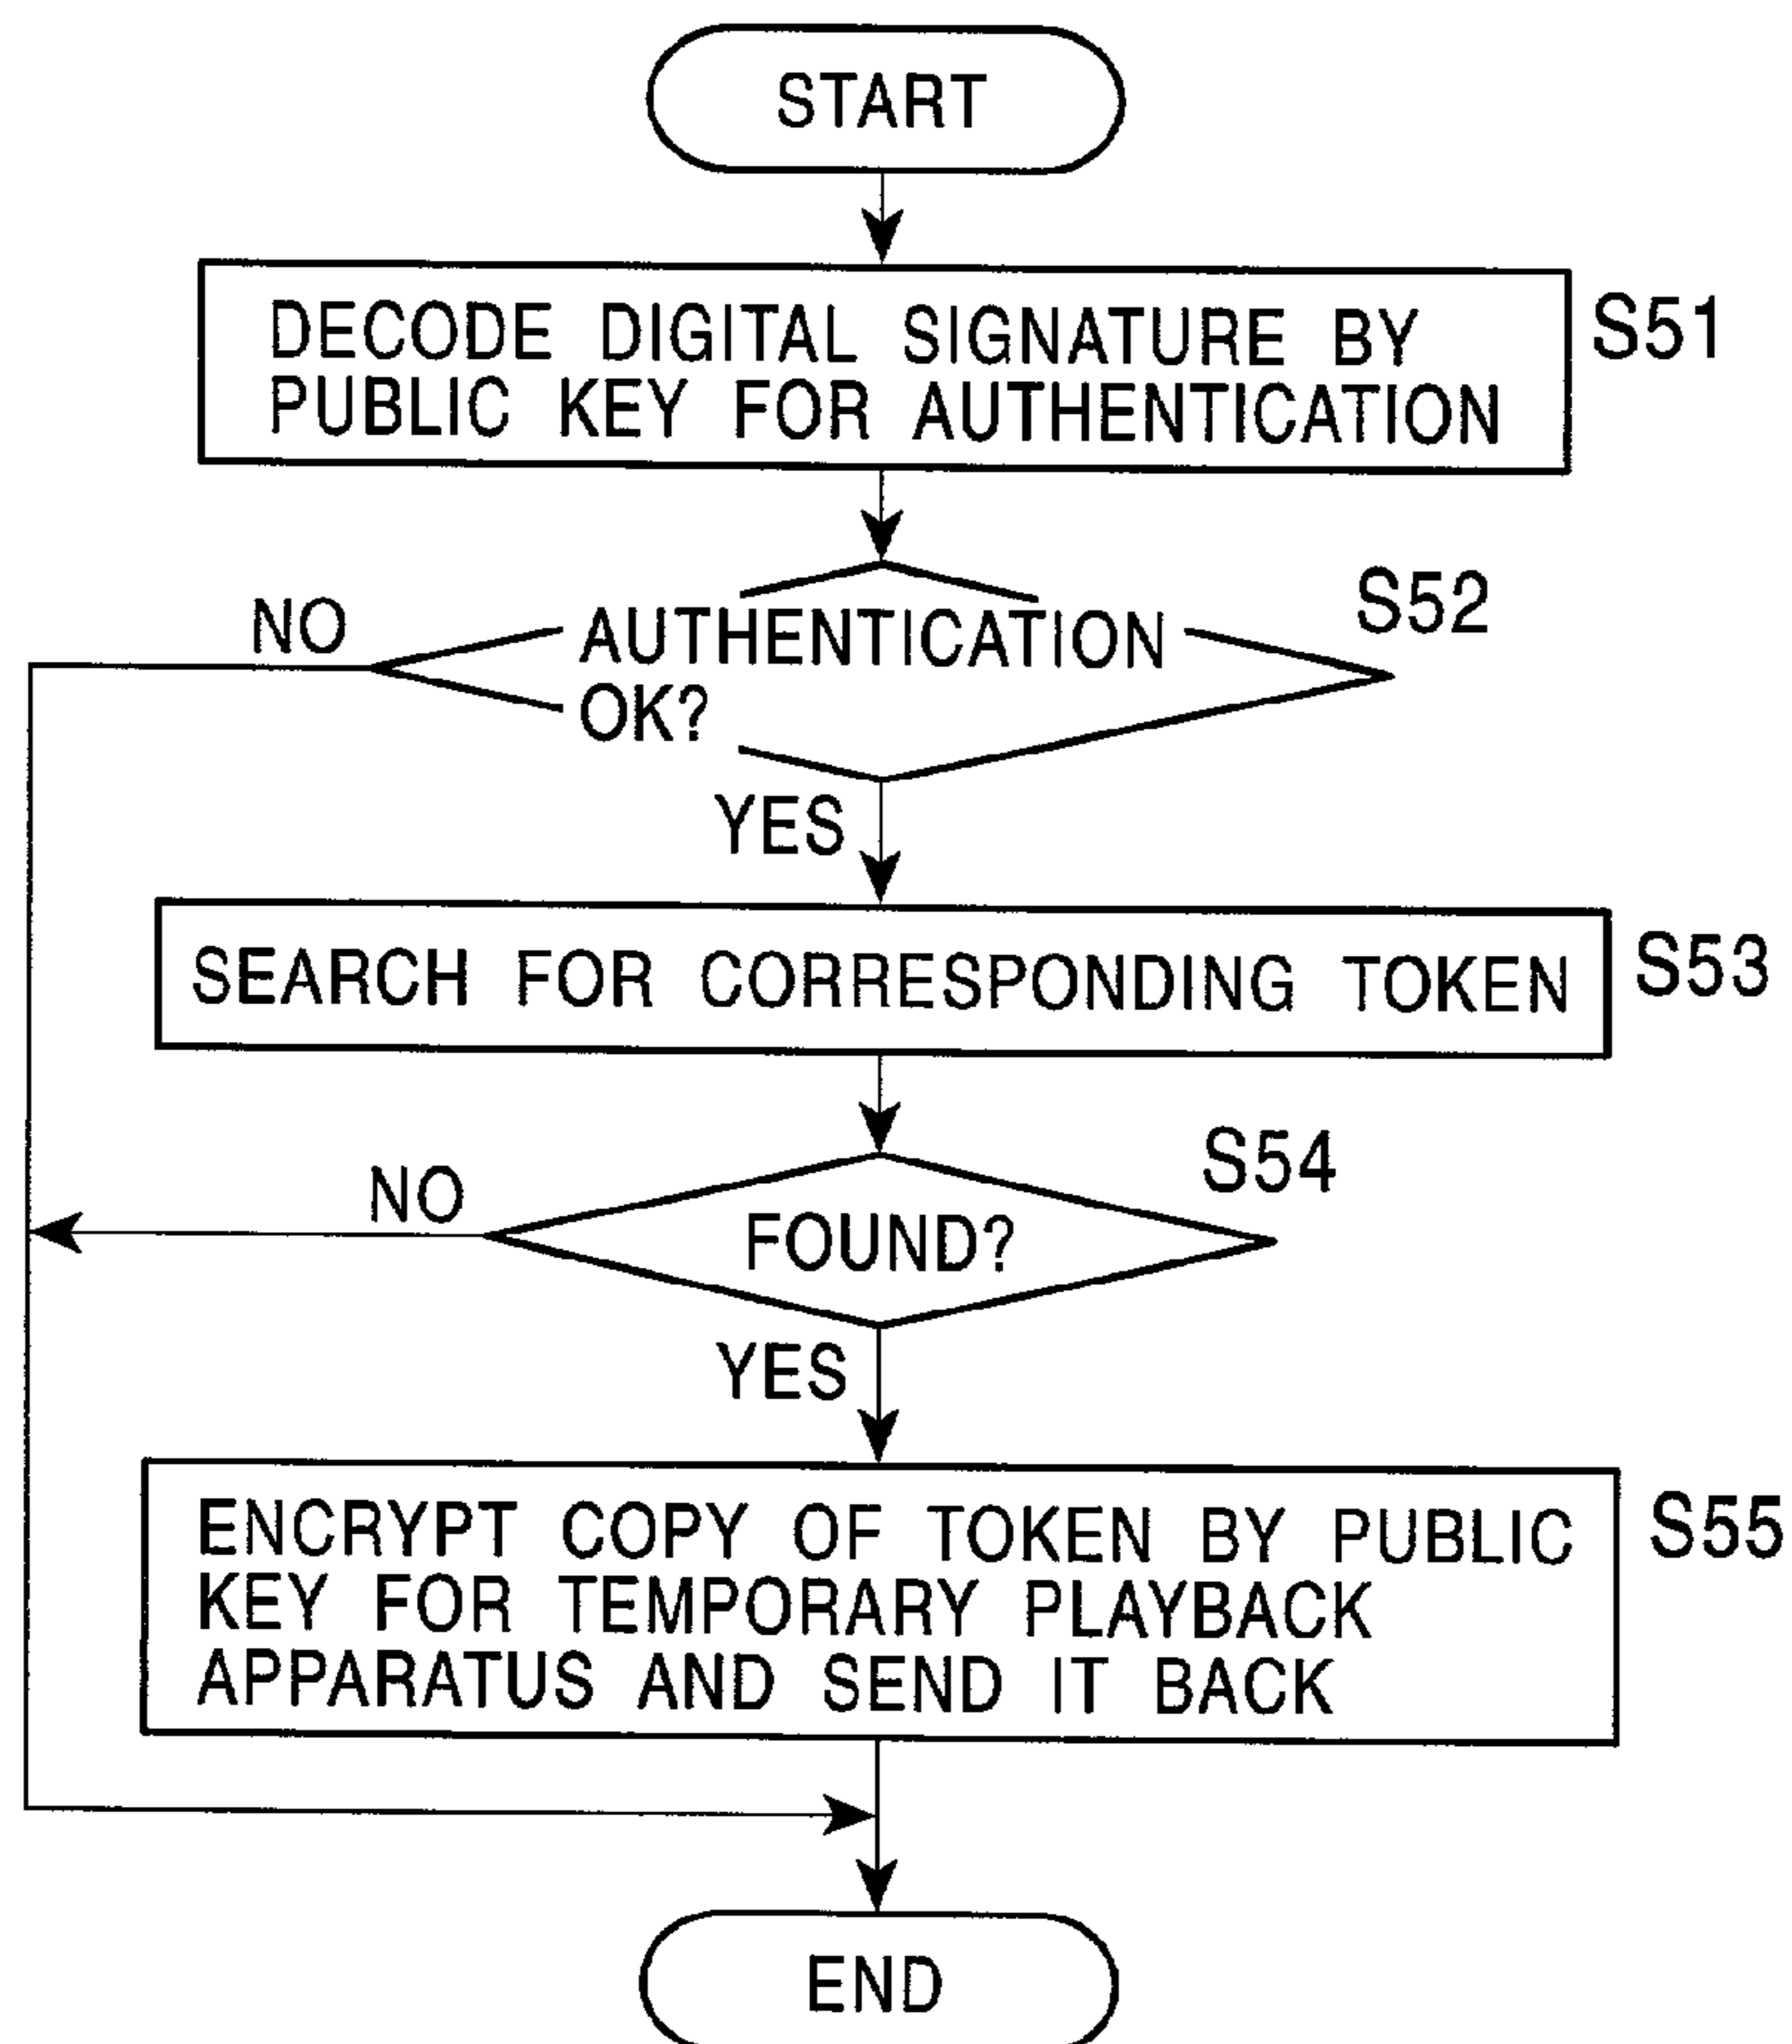 START
DECODE DIGITAL SIGNATURE BY
PUBLIC KEY FOR AUTHENTICATION
S51
S52
NO
AUTHENTICATION
OK?
YES
SEARCH FOR CORRESPONDING TOKEN
S53
S54
NO
FOUND?
YES
ENCRYPT COPY OF TOKEN BY PUBLIC
KEY FOR TEMPORARY PLAYBACK
APPARATUS AND SEND IT BACK
S55
END